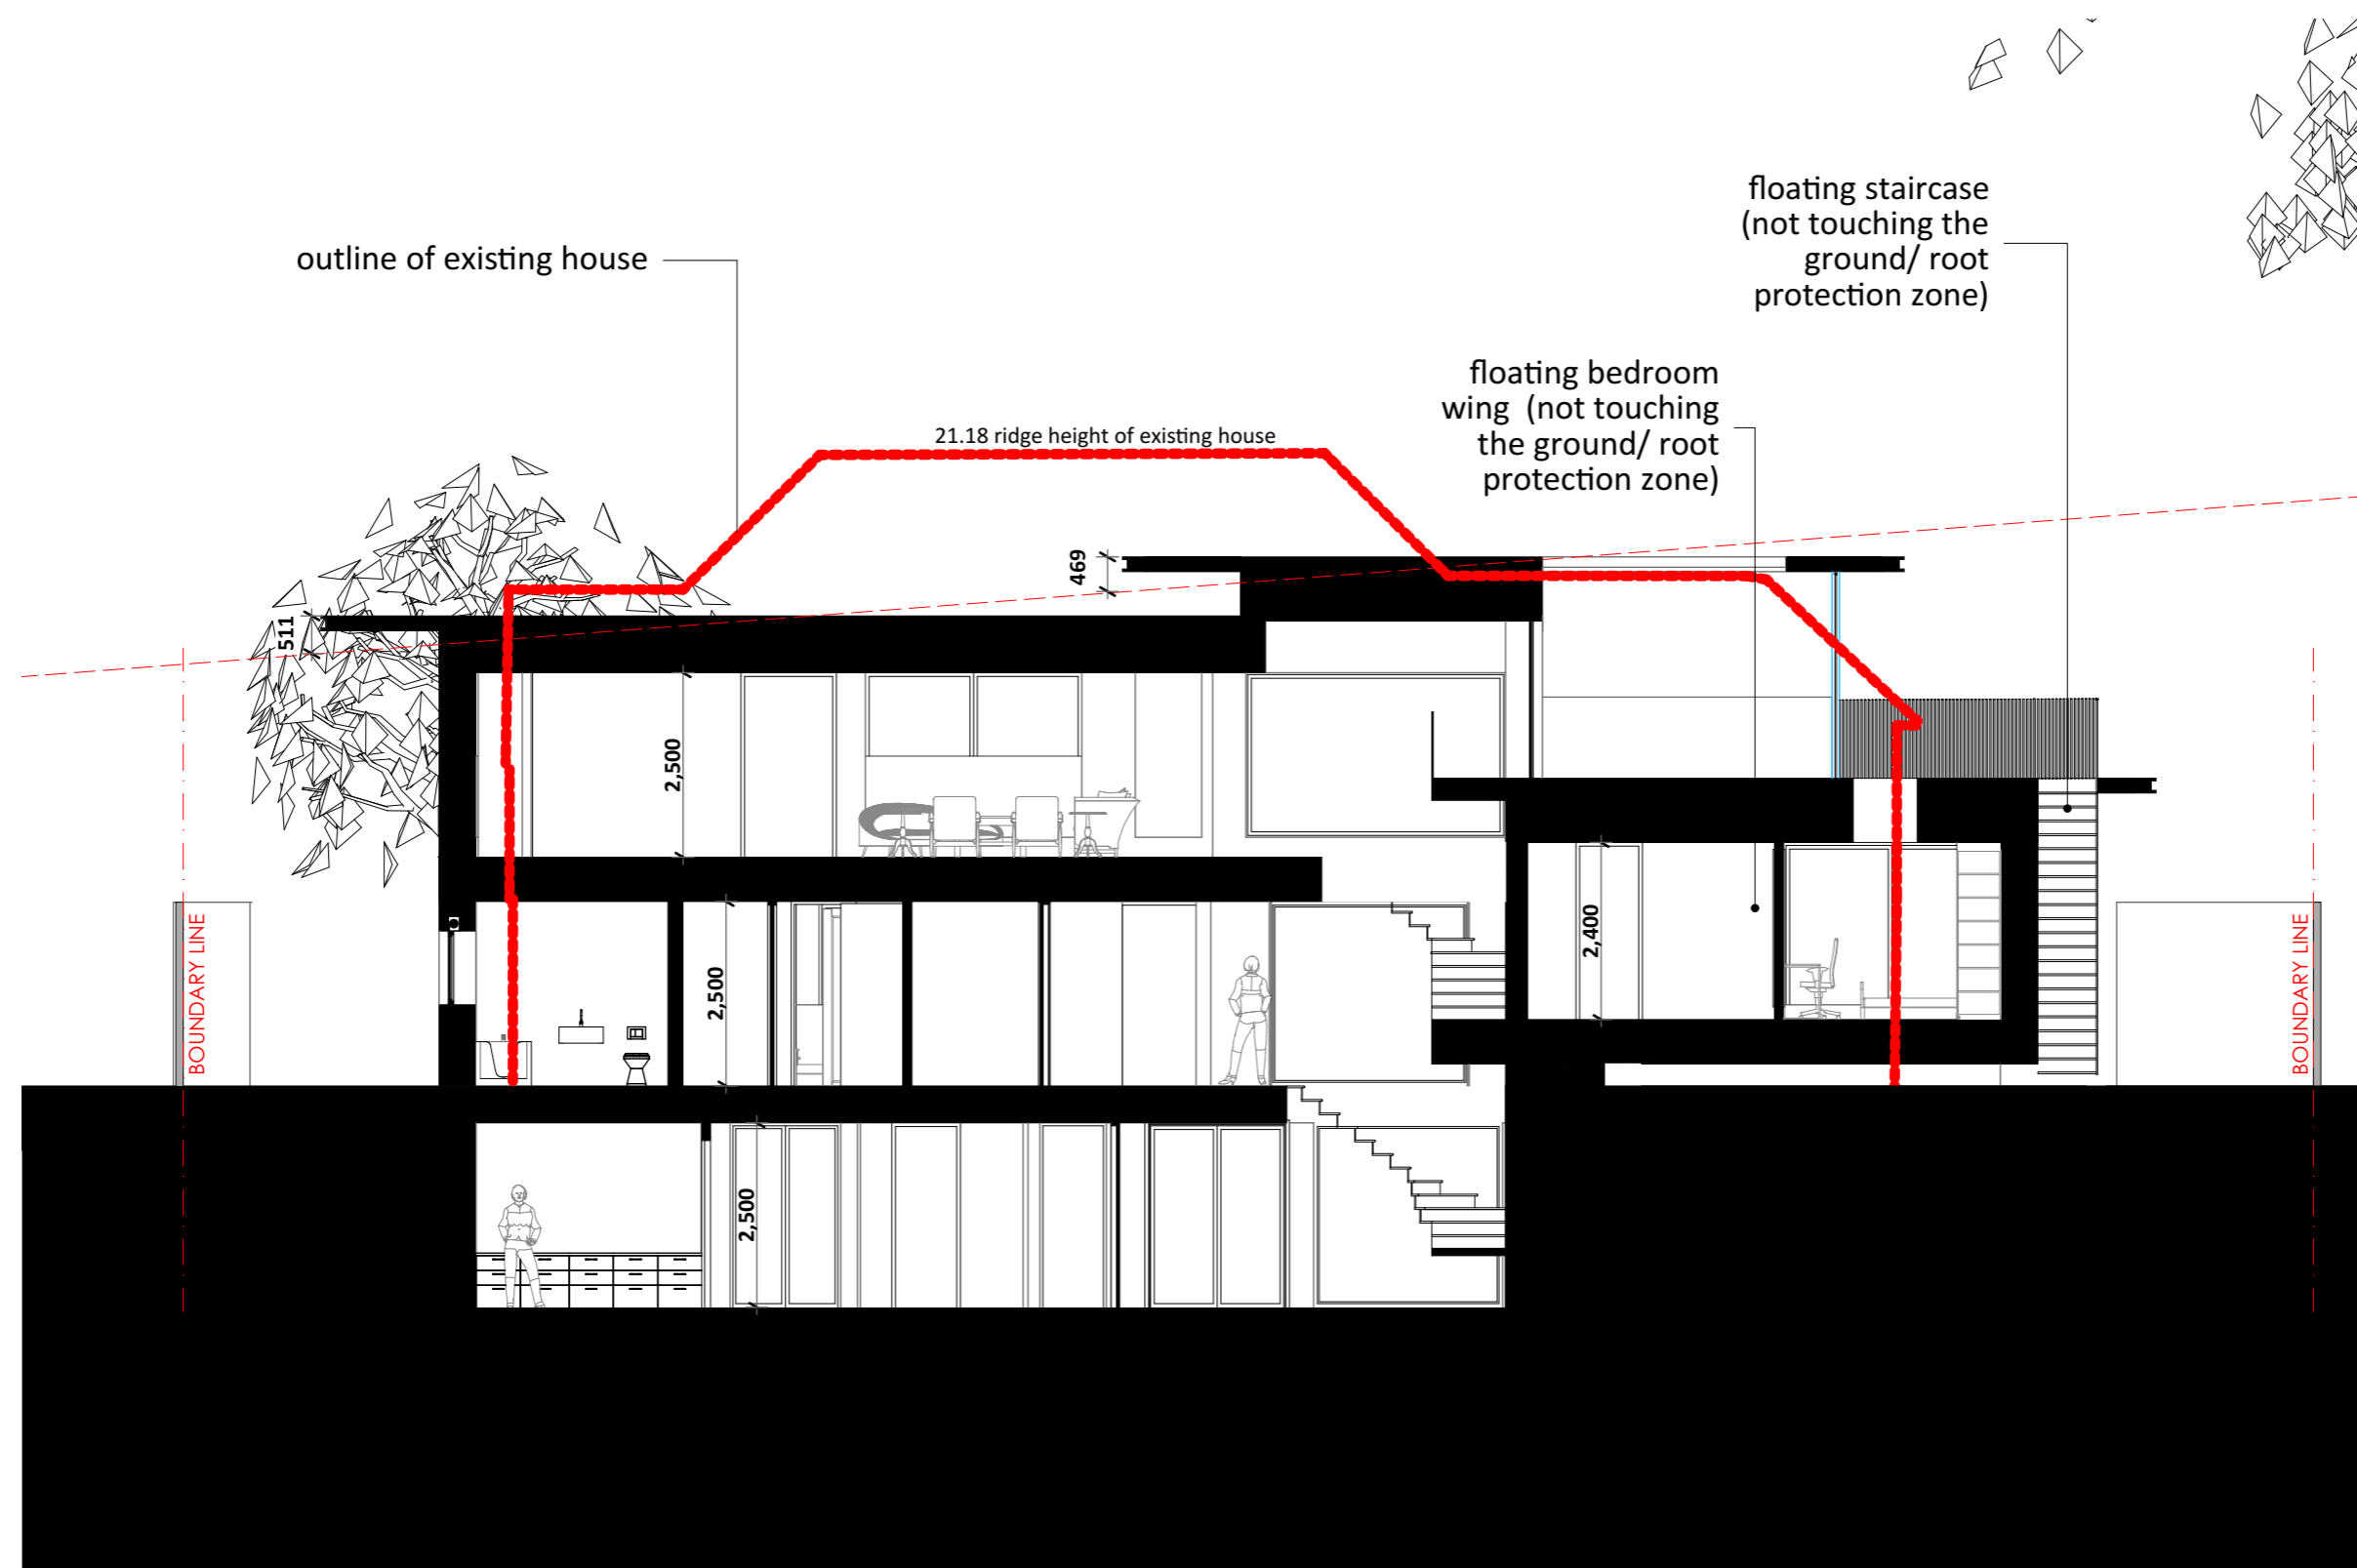 floating staircase
(not touching the
ground/ root
protection zone)
outline of existing house
floating bedroom
wing (not touching
the ground/ root
protection zone)
21.18 ridge height of existing house
469
511
2,500
2,400
2,500
2,500
BOUNDARY LINE
BOUNDARY LINE